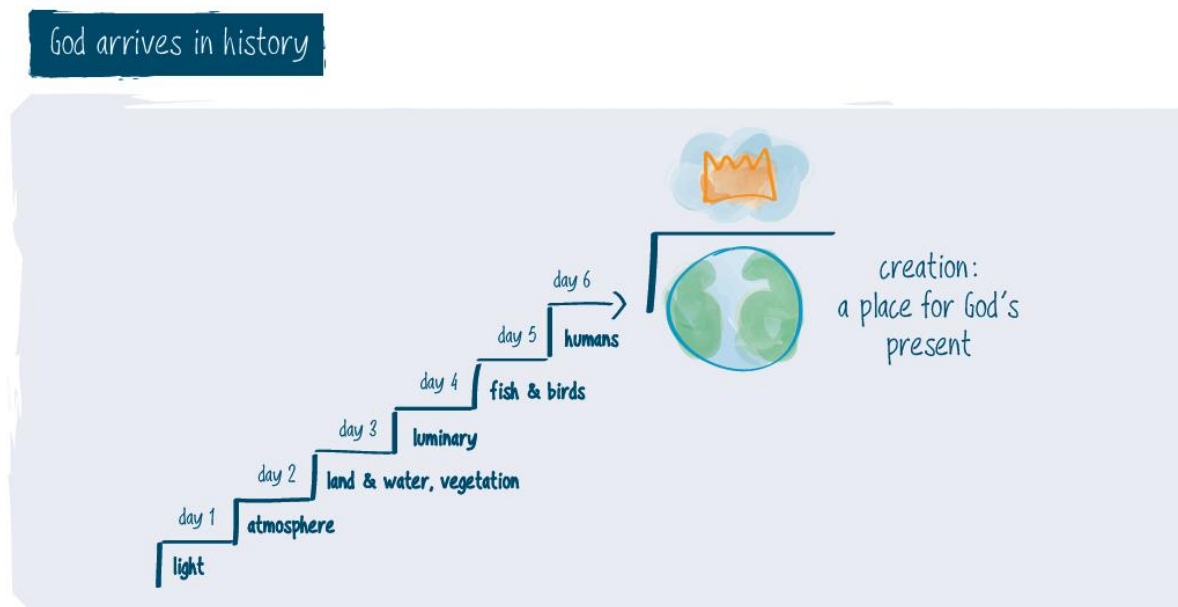 God arrives in history
day 6
humans
day 5
fish & birds
day 4
luminary
day 3
land & water, vegetation
day 2
atmosphere
day 1
light
creation:
a place for God's
present